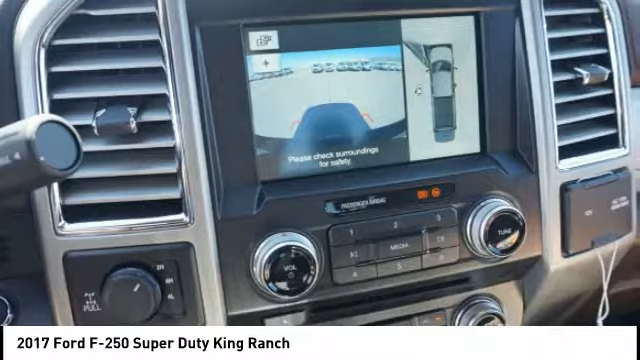 Please check surroundings
for safety
PASSENGER AIRBAG
1 2 3
MEDIA
4 5 6
VOL
TUNE
2H
4H
4L
PULL
2017 Ford F-250 Super Duty King Ranch